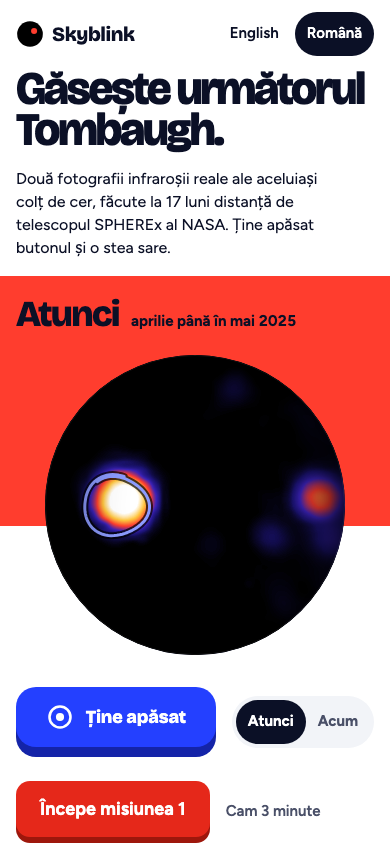 Skyblink
English
Română
Găsește următorul
Tombaugh.
Două fotografii infraroșii reale ale aceluiași
colț de cer, făcute la 17 luni distanță de
telescopul SPHEREx al NASA. Ține apăsat
butonul și o stea sare.
Atunci
aprilie până în mai 2025
Ține apăsat
Atunci
Acum
Începe misiunea 1
Cam 3 minute